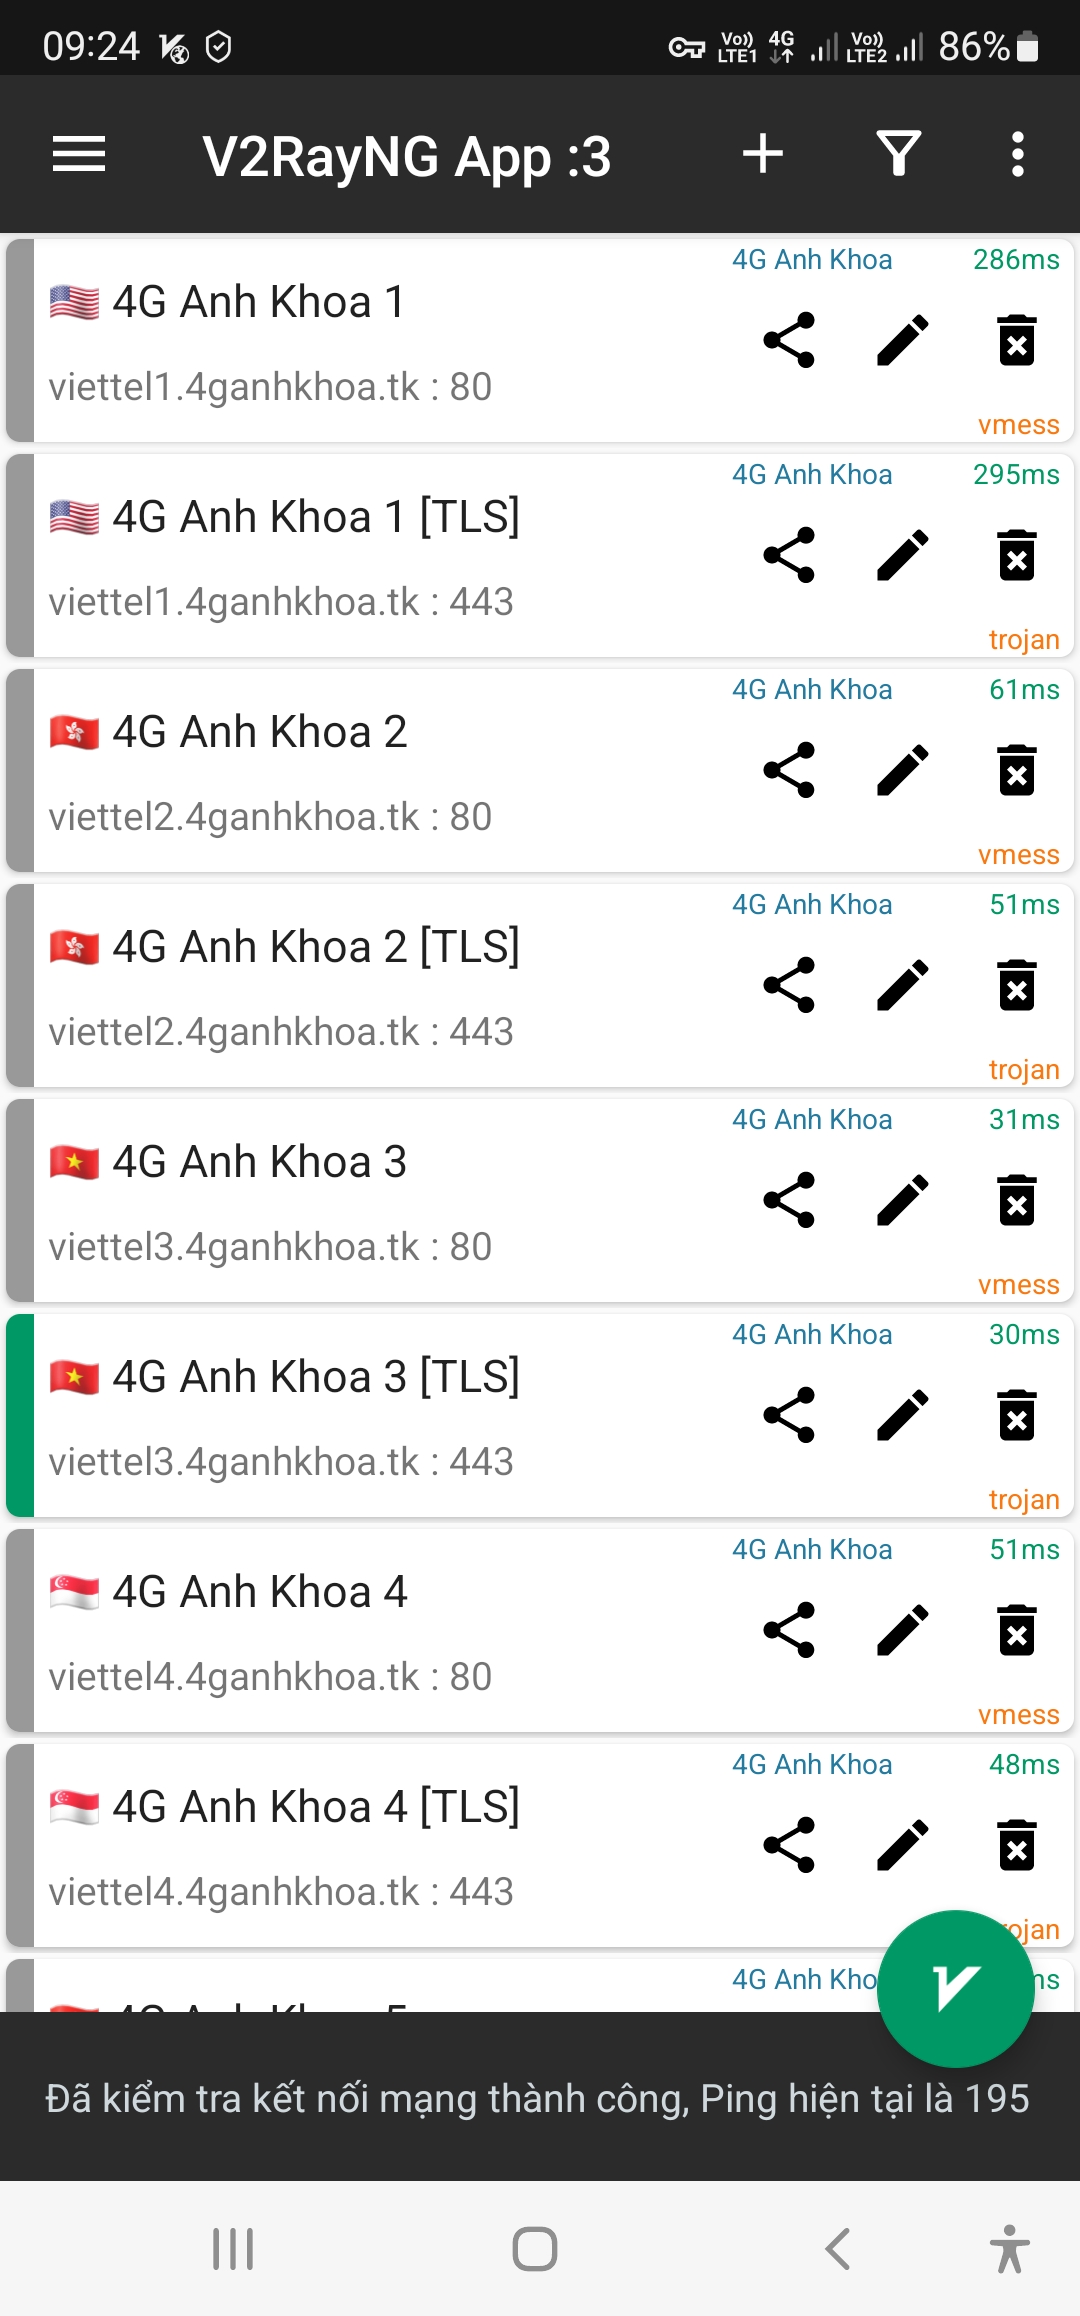 09:24 Vo)) LTE1 4G Vo)) LTE2 86%
V2RayNG App :3
4G Anh Khoa 286ms
4G Anh Khoa 1
viettel1.4ganhkhoa.tk : 80
vmess
4G Anh Khoa 295ms
4G Anh Khoa 1 [TLS]
viettel1.4ganhkhoa.tk : 443
trojan
4G Anh Khoa 61ms
4G Anh Khoa 2
viettel2.4ganhkhoa.tk : 80
vmess
4G Anh Khoa 51ms
4G Anh Khoa 2 [TLS]
viettel2.4ganhkhoa.tk : 443
trojan
4G Anh Khoa 31ms
4G Anh Khoa 3
viettel3.4ganhkhoa.tk : 80
vmess
4G Anh Khoa 30ms
4G Anh Khoa 3 [TLS]
viettel3.4ganhkhoa.tk : 443
trojan
4G Anh Khoa 51ms
4G Anh Khoa 4
viettel4.4ganhkhoa.tk : 80
vmess
4G Anh Khoa 48ms
4G Anh Khoa 4 [TLS]
viettel4.4ganhkhoa.tk : 443
ojan
4G Anh Kho ms
4G Anh Khoa 5
Đã kiểm tra kết nối mạng thành công, Ping hiện tại là 195